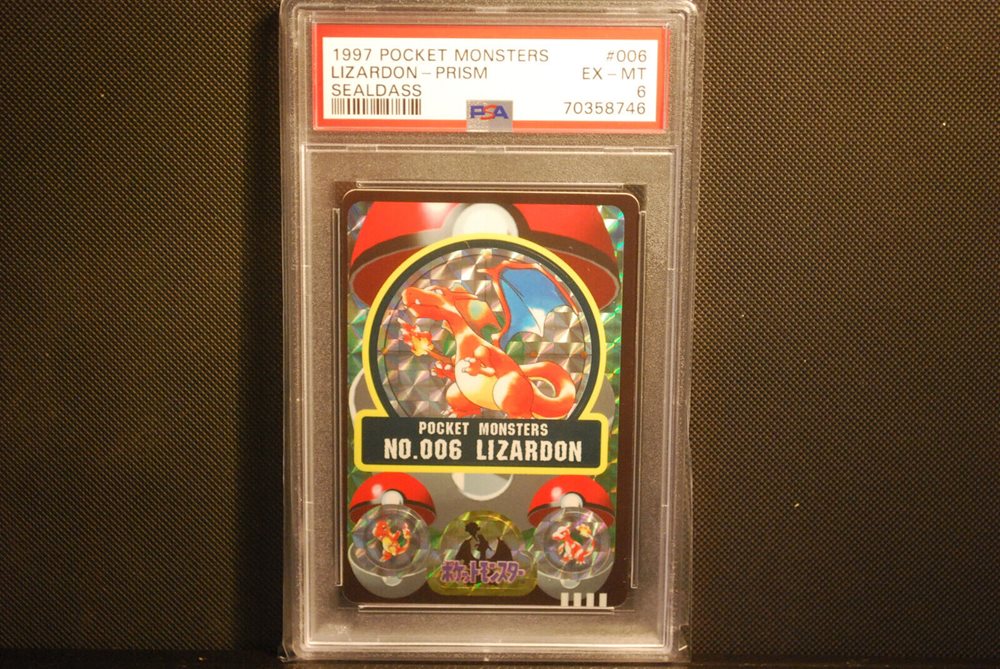 1997 POCKET MONSTERS #006
LIZARDON - PRISM EX - MT
SEALDASS 6
PSA 70358746
POCKET MONSTERS
NO.006 LIZARDON
ポケットモンスター